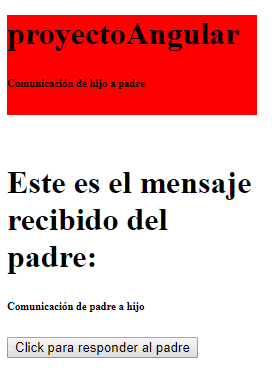 proyectoAngular
Comunicación de hijo a padre
Este es el mensaje
recibido del
padre:
Comunicación de padre a hijo
Click para responder al padre